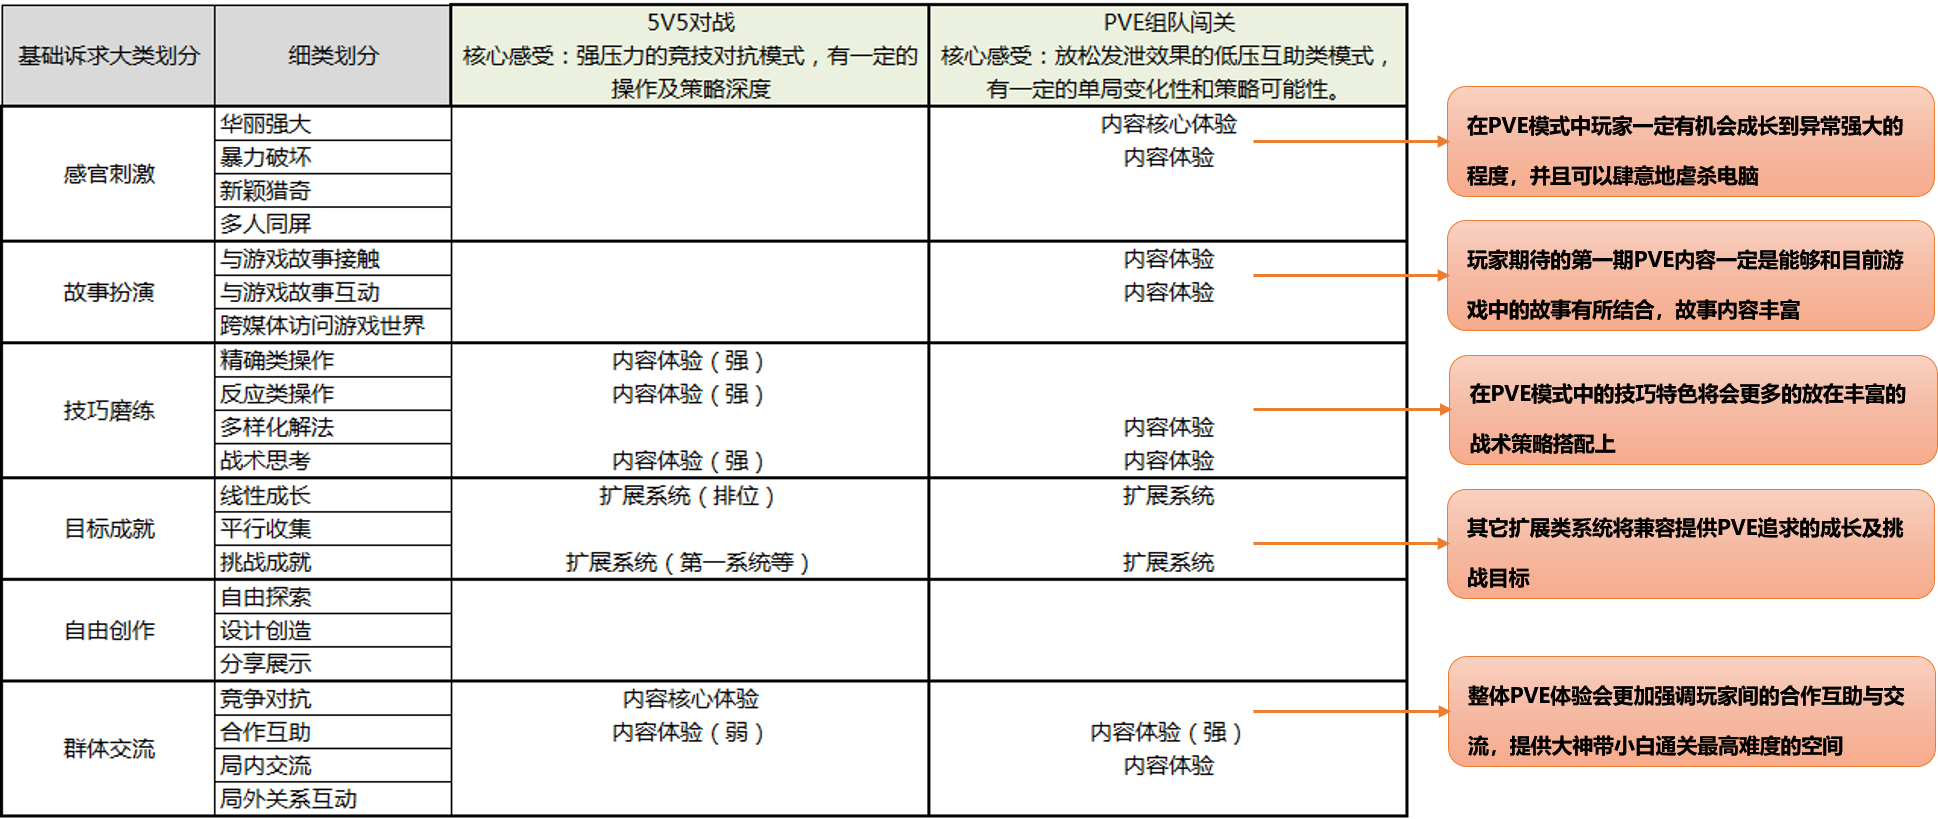 基础诉求大类划分
细类划分
5V5对战
核心感受：强压力的竞技对抗模式，有一定的
操作及策略深度
PVE组队闯关
核心感受：放松发泄效果的低压互助类模式，
有一定的单局变化性和策略可能性。
感官刺激
华丽强大
内容核心体验
暴力破坏
内容体验
新颖猎奇
多人同屏
在PVE模式中玩家一定有机会成长到异常强大的
程度，并且可以肆意地虐杀电脑
故事扮演
与游戏故事接触
内容体验
与游戏故事互动
内容体验
跨媒体访问游戏世界
玩家期待的第一期PVE内容一定是能够和目前游
戏中的故事有所结合，故事内容丰富
技巧磨练
精确类操作
内容体验（强）
反应类操作
内容体验（强）
多样化解法
内容体验
战术思考
内容体验（强）
内容体验
在PVE模式中的技巧特色将会更多的放在丰富的
战术策略搭配上
目标成就
线性成长
扩展系统（排位）
扩展系统
平行收集
挑战成就
扩展系统（第一系统等）
扩展系统
其它扩展类系统将兼容提供PVE追求的成长及挑
战目标
自由创作
自由探索
设计创造
分享展示
群体交流
竞争对抗
内容核心体验
合作互助
内容体验（弱）
内容体验（强）
局内交流
内容体验
局外关系互动
整体PVE体验会更加强调玩家间的合作互助与交
流，提供大神带小白通关最高难度的空间